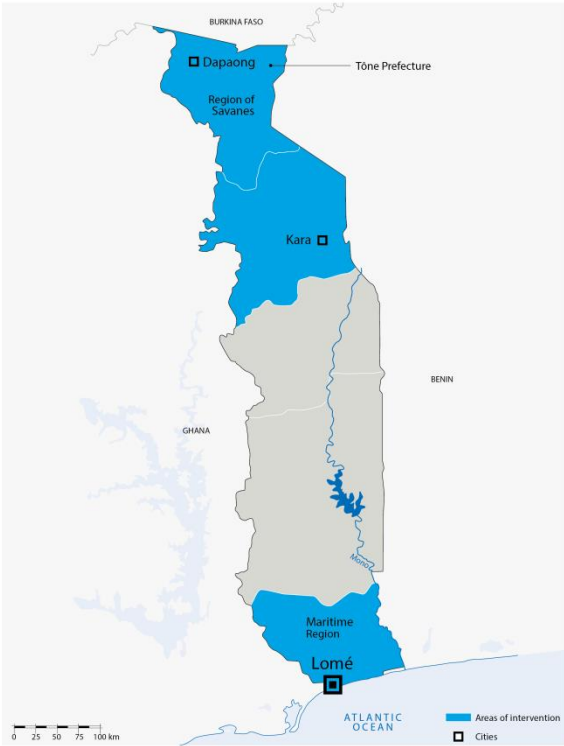 BURKINA FASO
Dapaong
Tône Prefecture
Region of
Savanes
Kara
BENIN
GHANA
Mono
Maritime
Region
Lomé
ATLANTIC
OCEAN
Areas of intervention
Cities
0 25 50 75 100 km